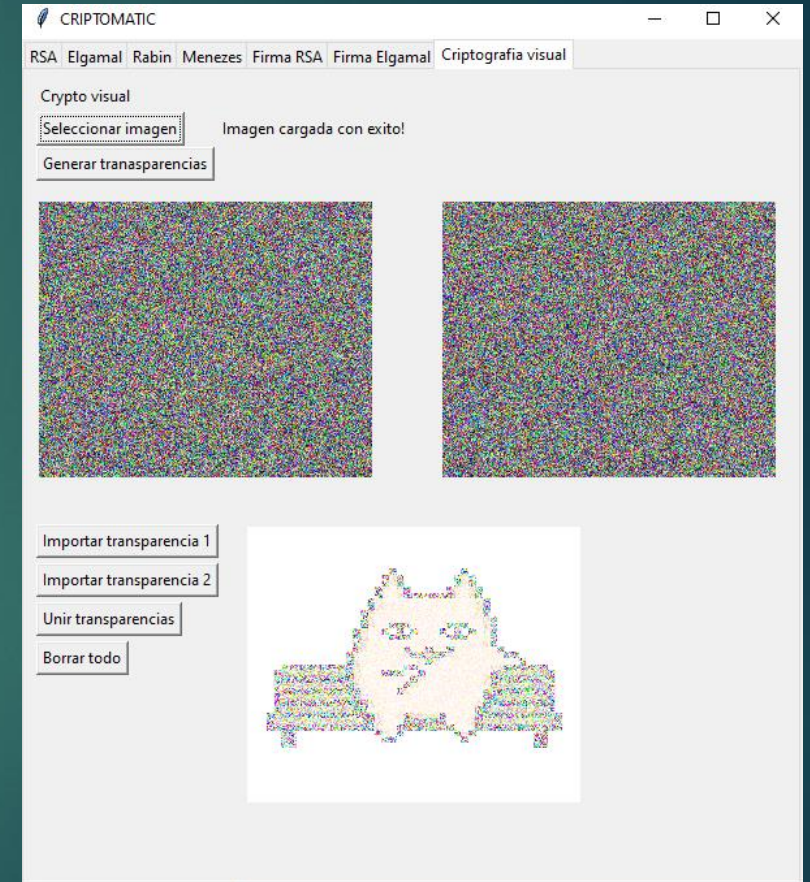 CRIPTOMATIC
RSA Elgamal Rabin Menezes Firma RSA Firma Elgamal Criptografia visual
Crypto visual
Seleccionar imagen Imagen cargada con exito!
Generar tranasparencias
Importar transparencia 1
Importar transparencia 2
Unir transparencias
Borrar todo